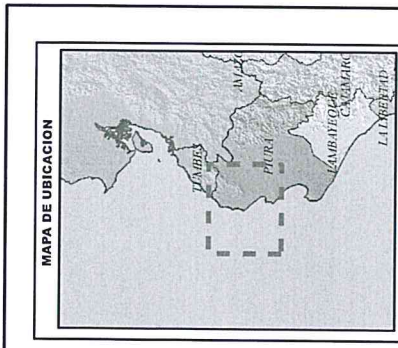 MAPA DE UBICACION
TUMBES
PIURA
LAMBAYEQUE
LA LIBERTAD